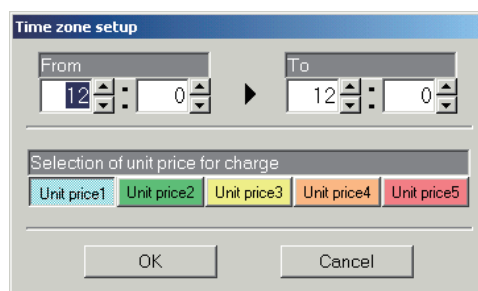 Time zone setup
From To
12 : 0 12 : 0
Selection of unit price for charge
Unit price1 Unit price2 Unit price3 Unit price4 Unit price5
OK Cancel